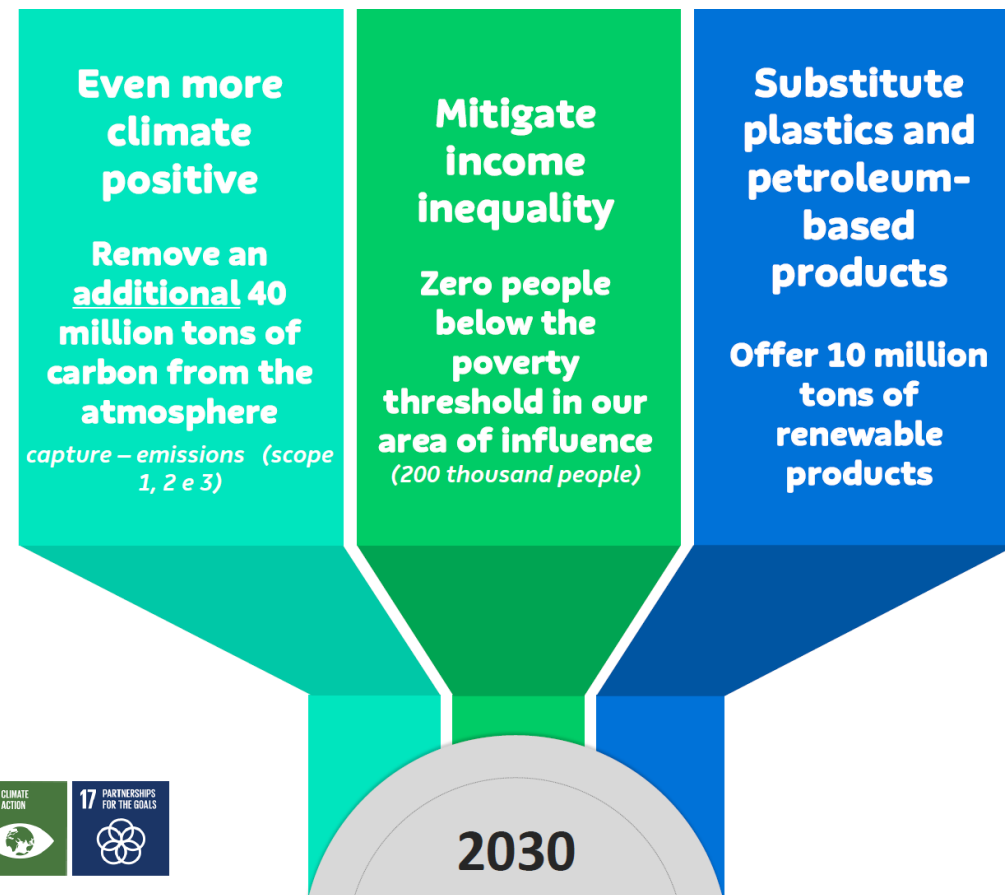 Even more
climate
positive
Remove an
additional 40
million tons of
carbon from the
atmosphere
capture – emissions (scope
1, 2 e 3)
Mitigate
income
inequality
Zero people
below the
poverty
threshold in our
area of influence
(200 thousand people)
Substitute
plastics and
petroleum-
based
products
Offer 10 million
tons of
renewable
products
CLIMATE
ACTION
17 PARTNERSHIPS
FOR THE GOALS
2030